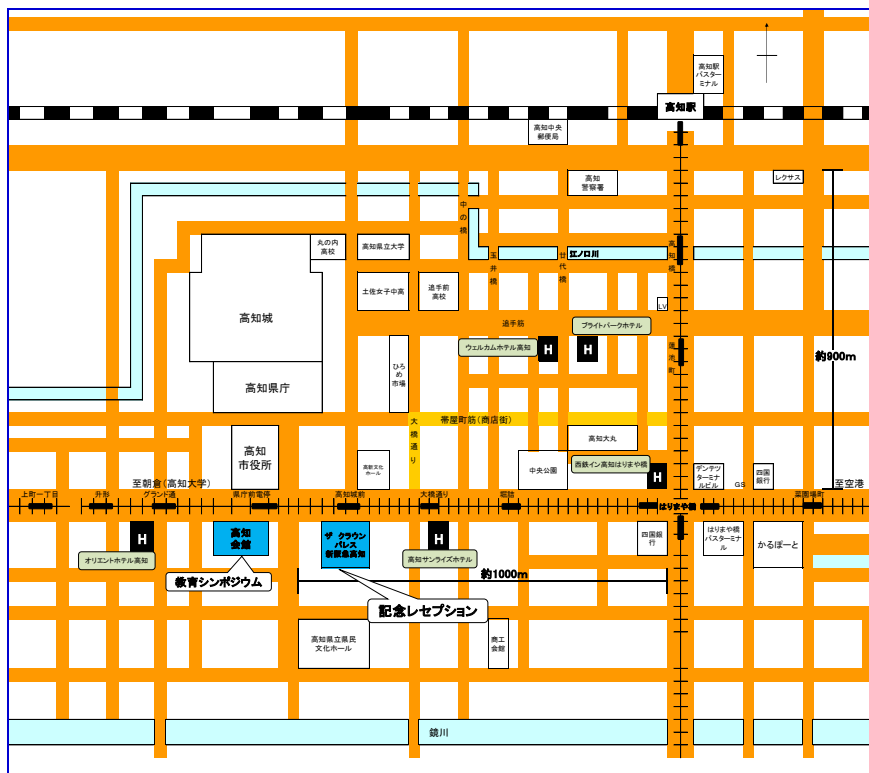 高知駅
バスター
ミナル
高知駅
高知中央
郵便局
高知
警察署
レクサス
中の橋
丸の内
高校
高知県立大学
玉井橋
廿代橋
江ノ口川
高知橋
土佐女子中高
追手前
高校
LV
高知城
追手筋
ブライトパークホテル
ウェルカムホテル高知
H
H
蓮池町
約900m
ひろ
め
市場
高知県庁
大橋通り
帯屋町筋(商店街)
高知
市役所
高知大丸
高新文化
ホール
中央公園
西鉄イン高知はりまや橋
H
デンテツ
ターミナ
ルビル
GS
四国
銀行
至朝倉(高知大学)
至空港
上町一丁目
升形
グランド通
県庁前電停
高知城前
大橋通り
堀詰
はりまや橋
菜園場町
H
オリエントホテル高知
高知
会館
ザ クラウン
パレス
新阪急高知
H
高知サンライズホテル
四国銀
行
はりまや橋
バスターミナ
ル
かるぽーと
教育シンポジウム
約1000m
記念レセプション
高知県立県民
文化ホール
商工
会館
鏡川